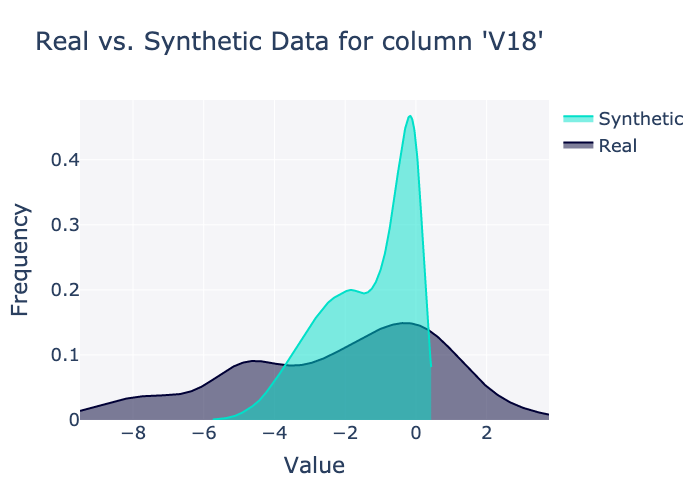 Real vs. Synthetic Data for column 'V18'
Synthetic
Real
0.4
0.3
0.2
0.1
0
−8
−6
−4
−2
0
2
Frequency
Value